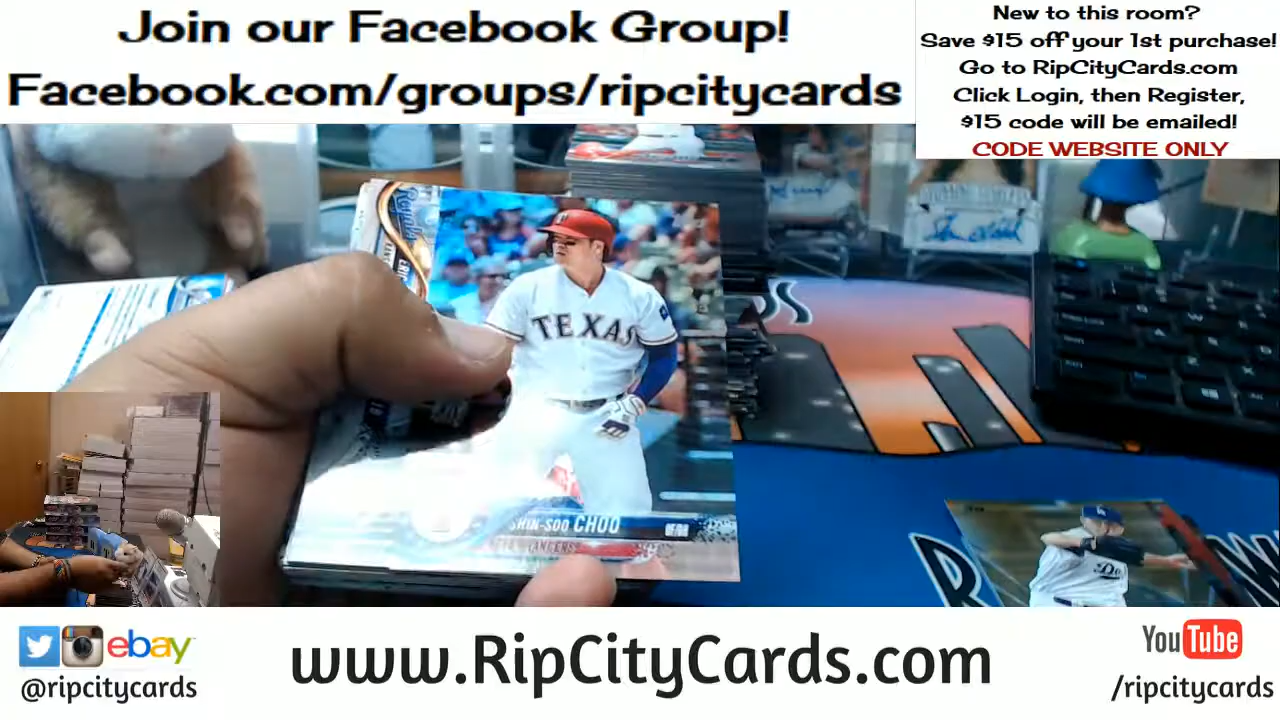 Join our Facebook Group!
Facebook.com/groups/ripcitycards
New to this room?
Save $15 off your 1st purchase!
Go to RipCityCards.com
Click Login, then Register,
$15 code will be emailed!
CODE WEBSITE ONLY
Royals
TEXAS
SHIN-SOO CHOO
RANGERS
ebay
@ripcitycards
www.RipCityCards.com
YouTube
/ripcitycards